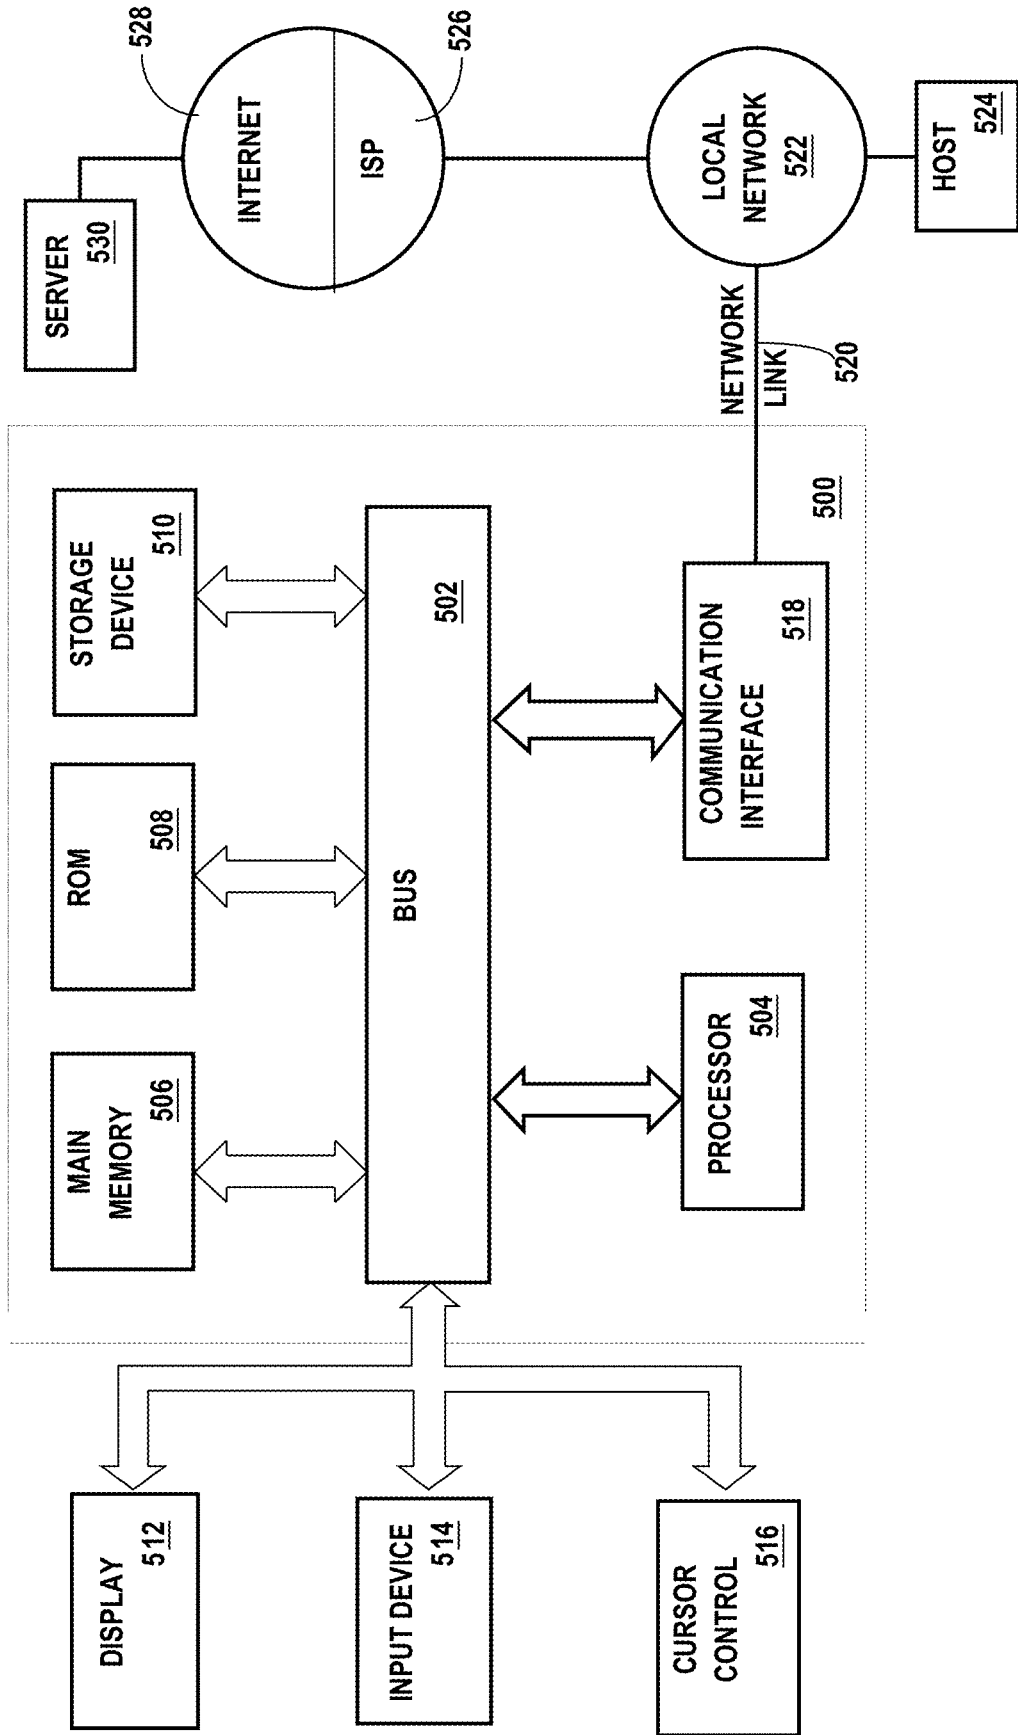 DISPLAY
512
INPUT DEVICE
514
CURSOR
CONTROL
516
MAIN
MEMORY
506
ROM
508
STORAGE
DEVICE
510
BUS
502
PROCESSOR
504
COMMUNICATION
INTERFACE
518
500
NETWORK
LINK
520
SERVER
530
INTERNET
528
ISP
526
LOCAL
NETWORK
522
HOST
524